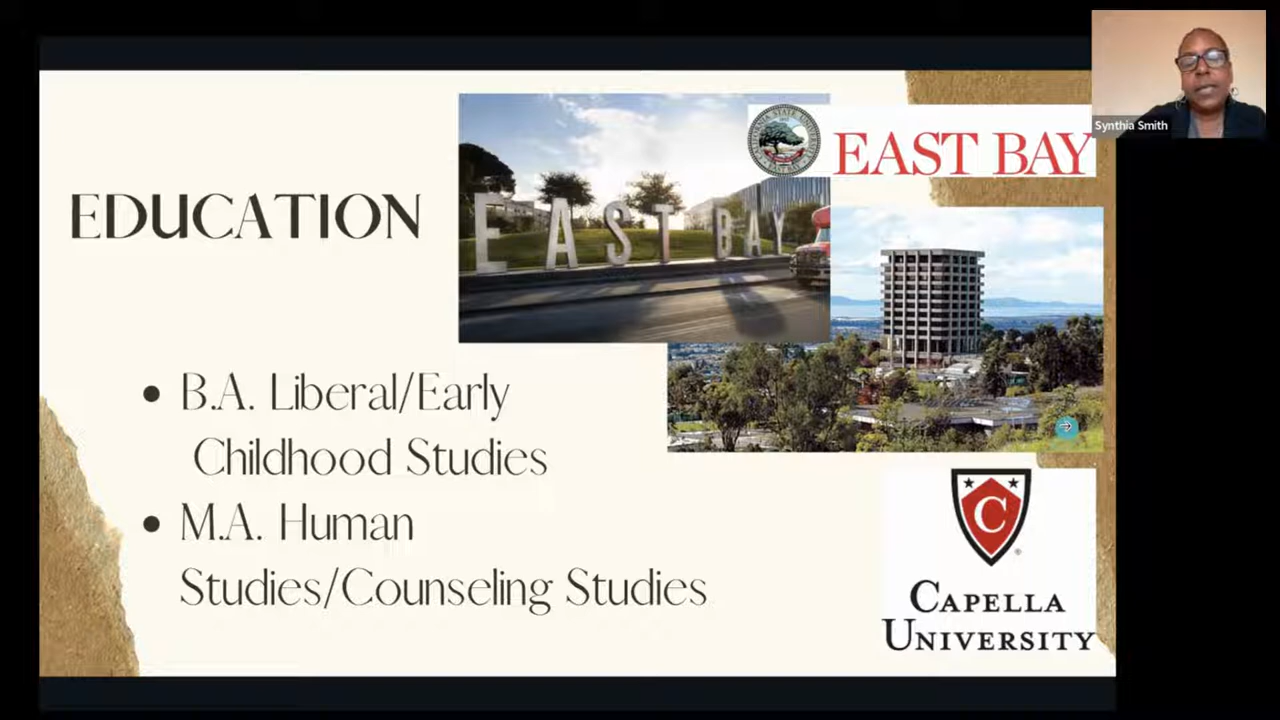 EDUCATION
EAST BAY
EAST BAY
Synthia Smith
• B.A. Liberal/Early
Childhood Studies
• M.A. Human
Studies/Counseling Studies
C
CAPELLA
UNIVERSITY